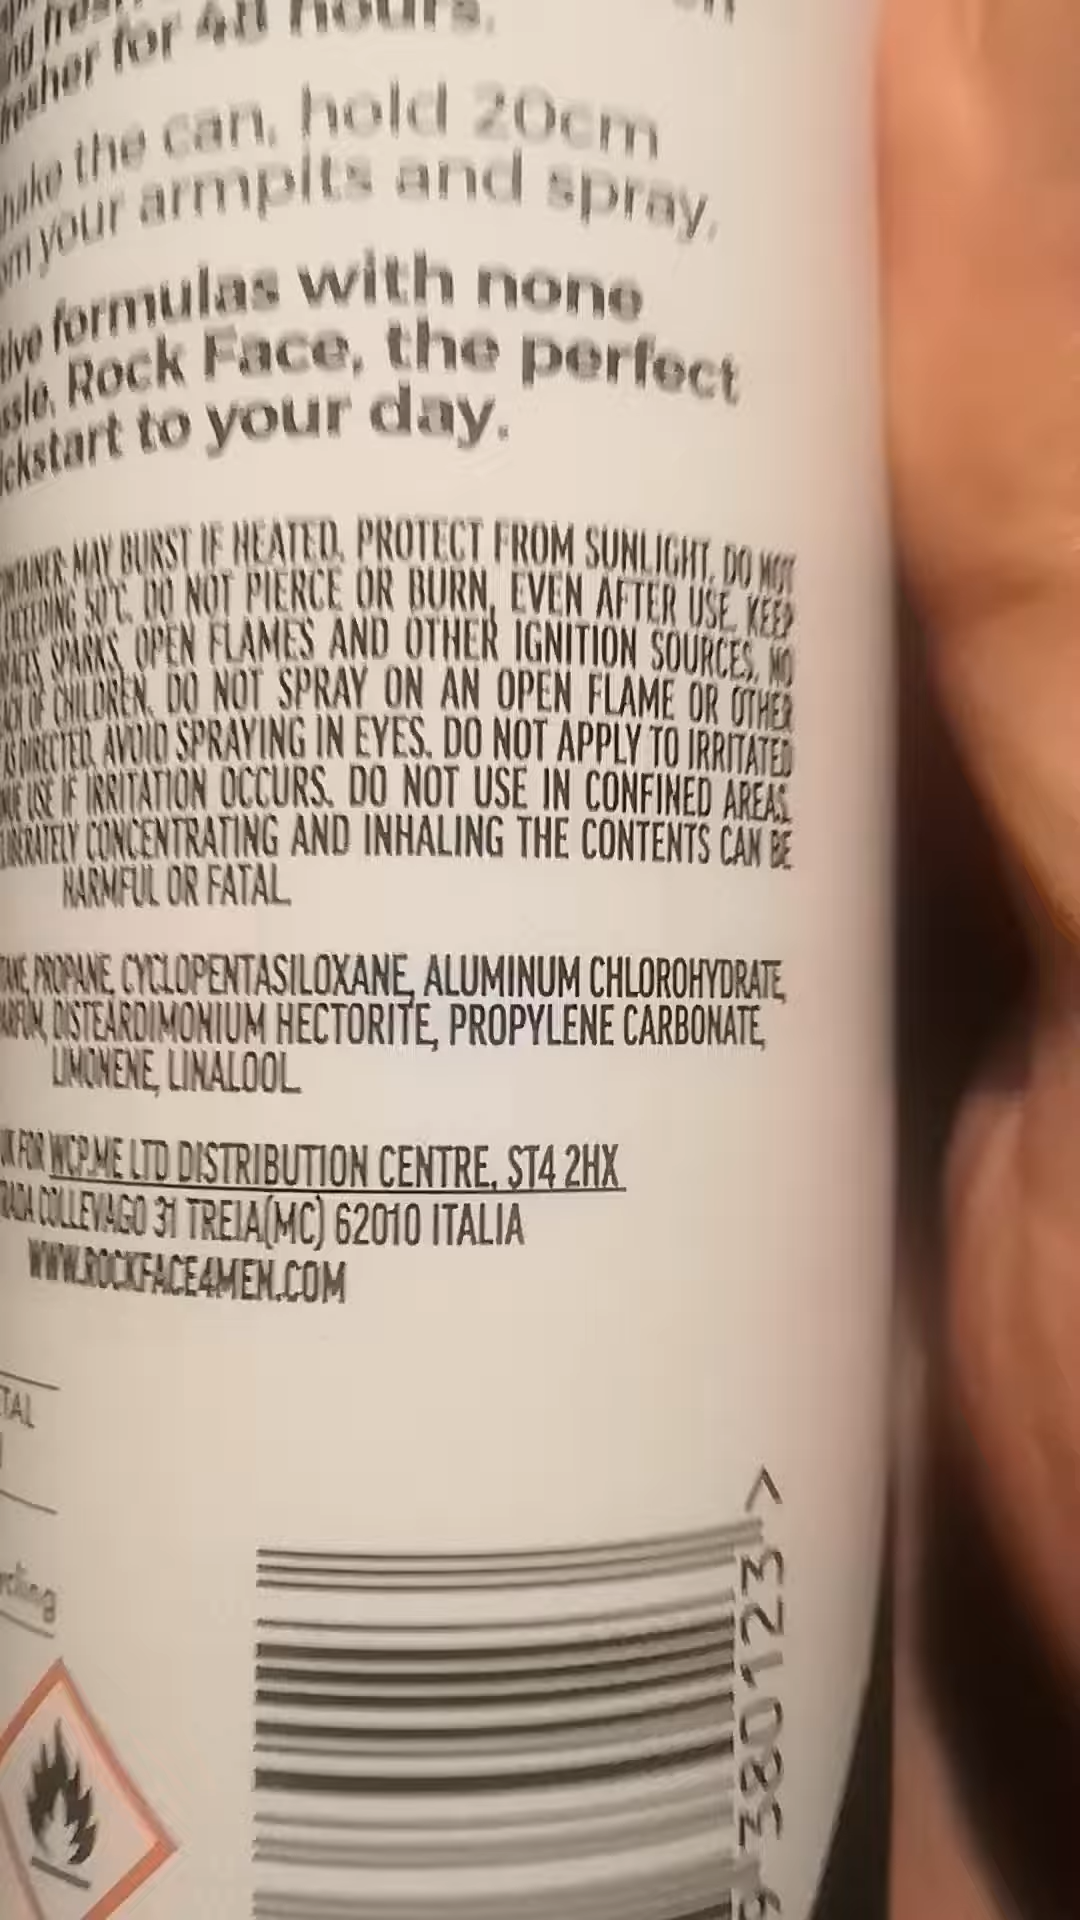 for 48 hours.
the can, hold 20cm
your armpits and spray.
formulas with none
Rock Face, the perfect
to your day.
MAY BURST IF HEATED. PROTECT FROM SUNLIGHT. DO NOT
50°C. DO NOT PIERCE OR BURN, EVEN AFTER USE. KEEP
SPARKS, OPEN FLAMES AND OTHER IGNITION SOURCES. NO
OF CHILDREN. DO NOT SPRAY ON AN OPEN FLAME OR OTHER
DIRECTED. AVOID SPRAYING IN EYES. DO NOT APPLY TO IRRITATED
USE IF IRRITATION OCCURS. DO NOT USE IN CONFINED AREAS.
CONCENTRATING AND INHALING THE CONTENTS CAN BE
HARMFUL OR FATAL.
PROPANE, CYCLOPENTASILOXANE, ALUMINUM CHLOROHYDRATE,
DISTEARDIMONIUM HECTORITE, PROPYLENE CARBONATE,
LIMONENE, LINALOOL.
UK FOR WCP.ME LTD DISTRIBUTION CENTRE, ST4 2HX
COLLEVAGO 31 TREIA(MC) 62010 ITALIA
WWW.ROCKFACE4MEN.COM
380123 >